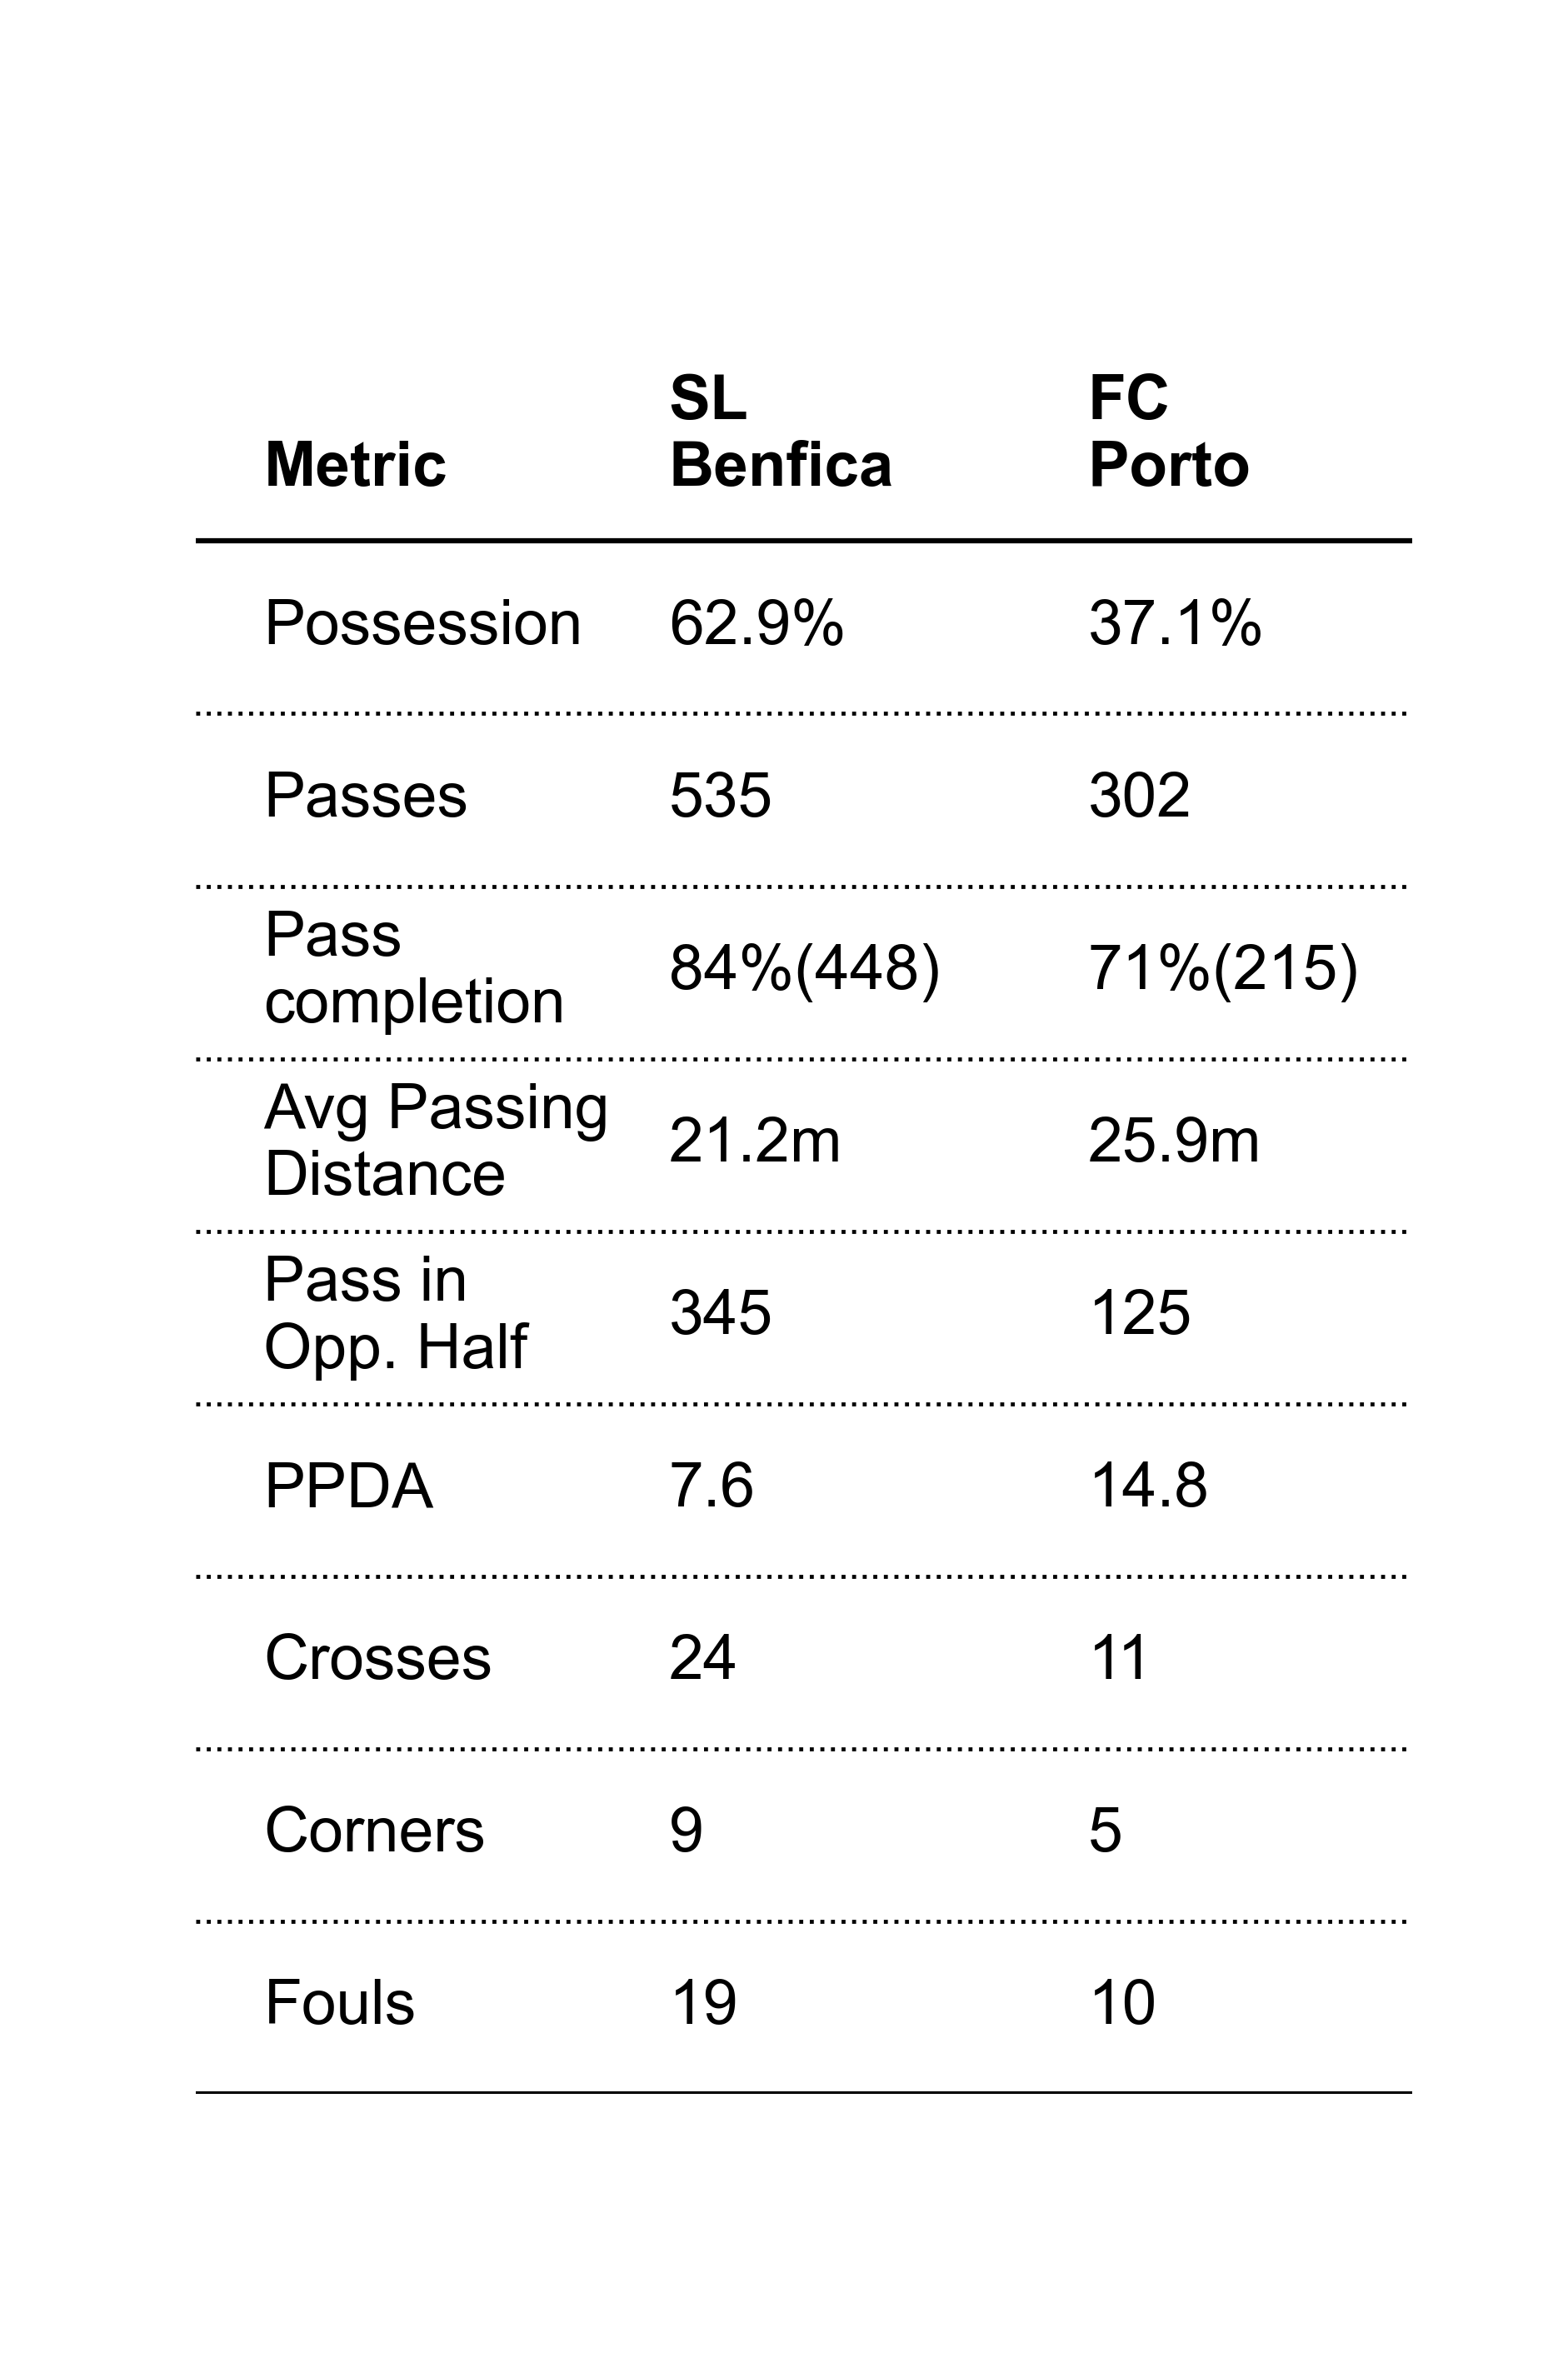 SL FC
Metric Benfica Porto
Possession 62.9% 37.1%
Passes 535 302
Pass
completion 84%(448) 71%(215)
Avg Passing
Distance 21.2m 25.9m
Pass in
Opp. Half 345 125
PPDA 7.6 14.8
Crosses 24 11
Corners 9 5
Fouls 19 10